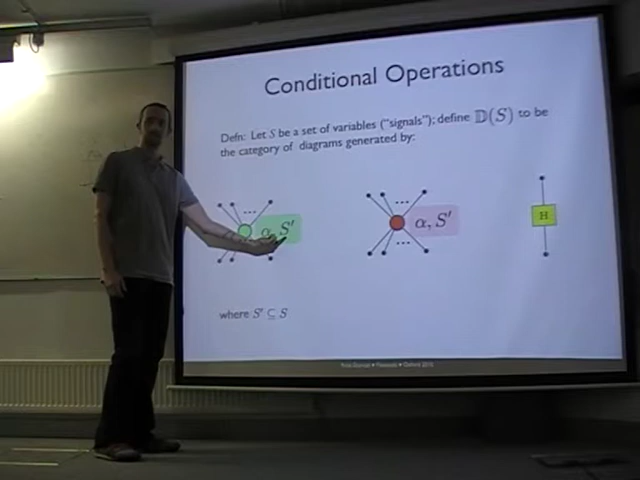 Conditional Operations
Defn: Let S be a set of variables ("signals"); define 𝔻(S) to be
the category of diagrams generated by:
α, S′
α, S′
H
where S′ ⊆ S